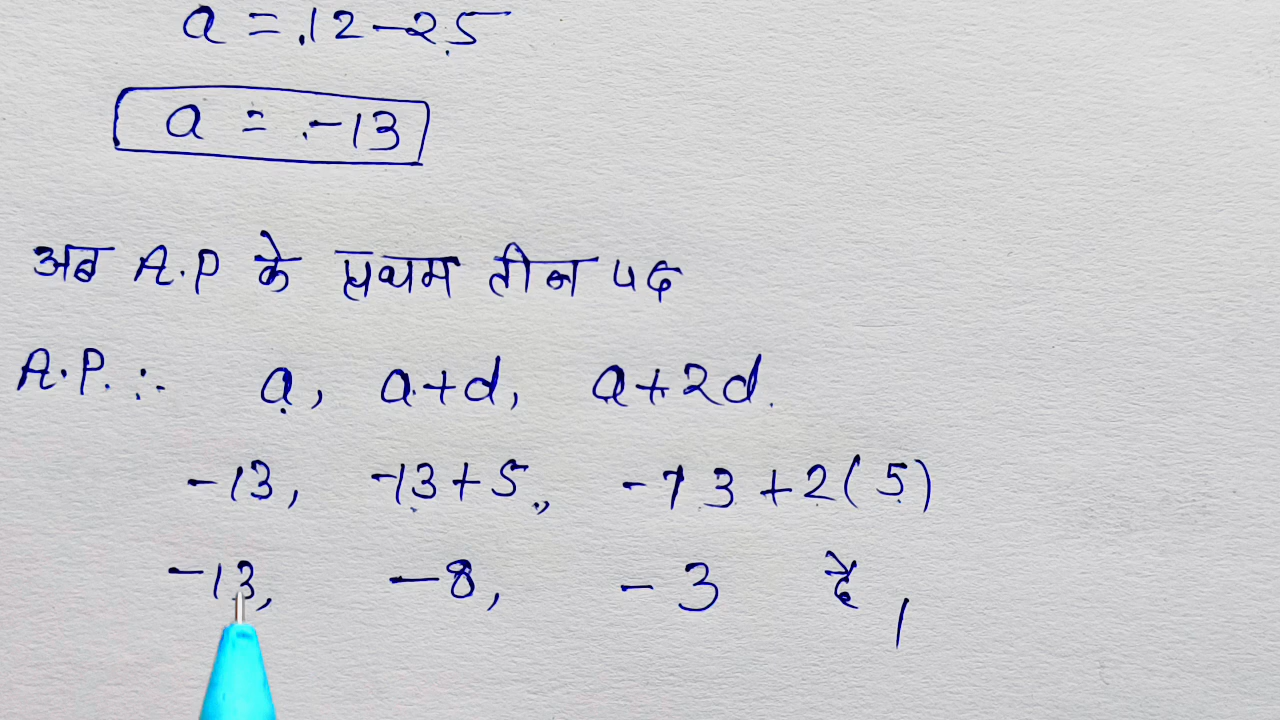 a = 12 - 25
a = -13
अब A.P के प्रथम तीन पद
A.P. :- a, a+d, a+2d.
-13, -13+5, -13+2(5)
-13, -8, -3 है,।